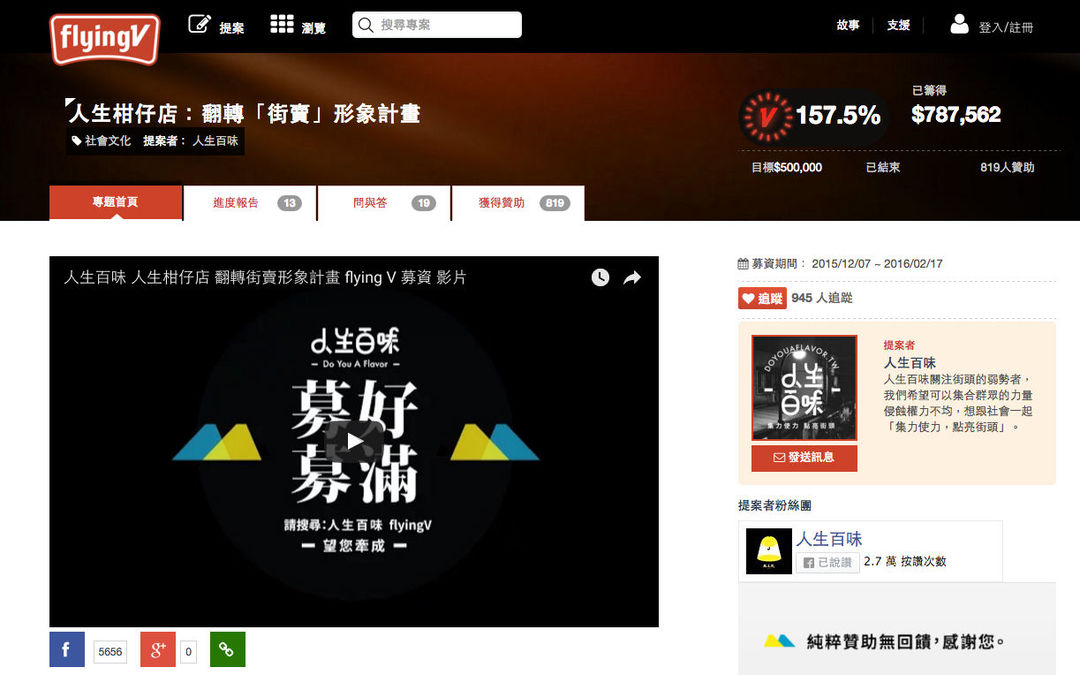 flyingV
提案
瀏覽
搜尋專案
故事
支援
登入/註冊
人生柑仔店：翻轉「街賣」形象計畫
社會文化 提案者： 人生百味
157.5%
已籌得
$787,562
目標$500,000
已結束
819人贊助
專題首頁
進度報告 13
問與答 19
獲得贊助 819
人生百味 人生柑仔店 翻轉街賣形象計畫 flying V 募資 影片
人生百味
– Do You A Flavor –
募好
募滿
請搜尋:人生百味 flyingV
— 望您牽成 —
f
5656
g+
0
募資期間： 2015/12/07 ~ 2016/02/17
追蹤 945 人追蹤
DOYOUAFLAVOR.TW
人生
百味
集力使力 點亮街頭
發送訊息
提案者
人生百味
人生百味關注街頭的弱勢者，
我們希望可以集合群眾的力量
侵蝕權力不均，想跟社會一起
「集力使力，點亮街頭」。
提案者粉絲團
人生百味
已說讚 2.7 萬 按讚次數
純粹贊助無回饋，感謝您。